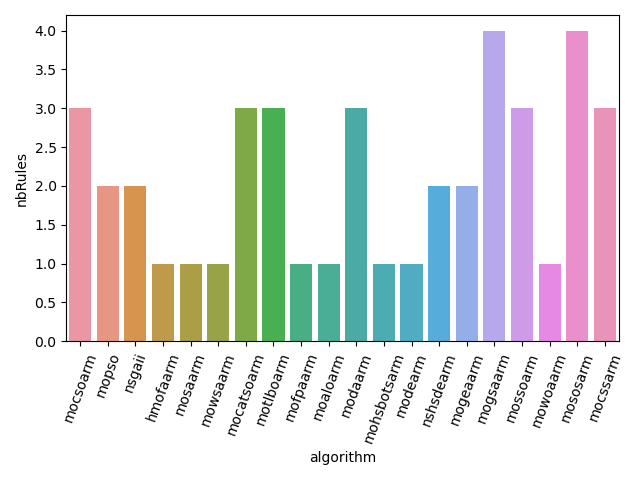 4.0
3.5
3.0
2.5
2.0
1.5
1.0
0.5
0.0
nbRules
mocsoarm
mopso
nsgaii
hmofaarm
mosaarm
mowsaarm
mocatsoarm
motlboarm
mofpaarm
moaloarm
modaarm
mohsbotsarm
modearm
nshsdearm
mogeaarm
mogsaarm
mossoarm
mowoaarm
mososarm
mocssarm
algorithm